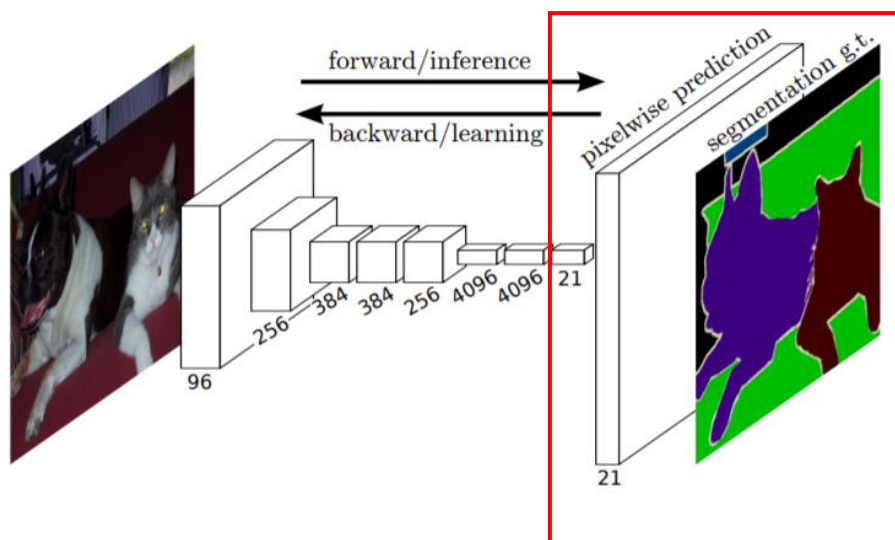 forward/inference
backward/learning
pixelwise prediction
segmentation g.t.
96
256
384
384
256
4096
4096
21
21